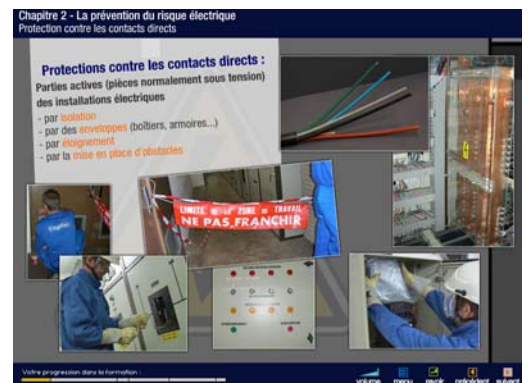 Chapitre 2 - La prévention du risque électrique
Protection contre les contacts directs
Protections contre les contacts directs :
Parties actives (pièces normalement sous tension)
des installations électriques
- par isolation
- par des enveloppes (boîtiers, armoires...)
- par éloignement
- par la mise en place d'obstacles
LIMITE DE LA ZONE DE TRAVAIL
NE PAS FRANCHIR
Votre progression dans la formation :
volume menu revoir précédent suivant